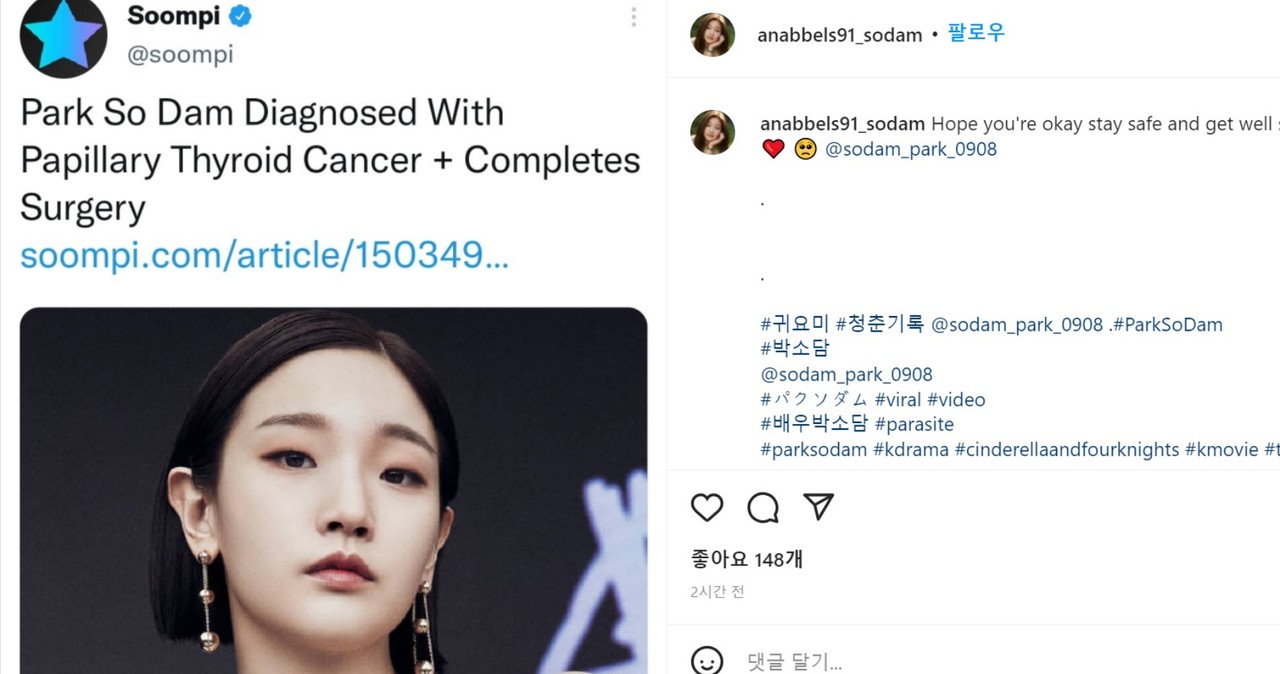 Soompi
@soompi
Park So Dam Diagnosed With
Papillary Thyroid Cancer + Completes
Surgery
soompi.com/article/150349...
anabbels91_sodam • 팔로우
anabbels91_sodam Hope you're okay stay safe and get well
❤️ 🥺 @sodam_park_0908
.
.
#귀요미 #청춘기록 @sodam_park_0908 .#ParkSoDam
#박소담
@sodam_park_0908
#パクソダム #viral #video
#배우박소담 #parasite
#parksodam #kdrama #cinderellaandfourknights #kmovie
좋아요 148개
2시간 전
댓글 달기...